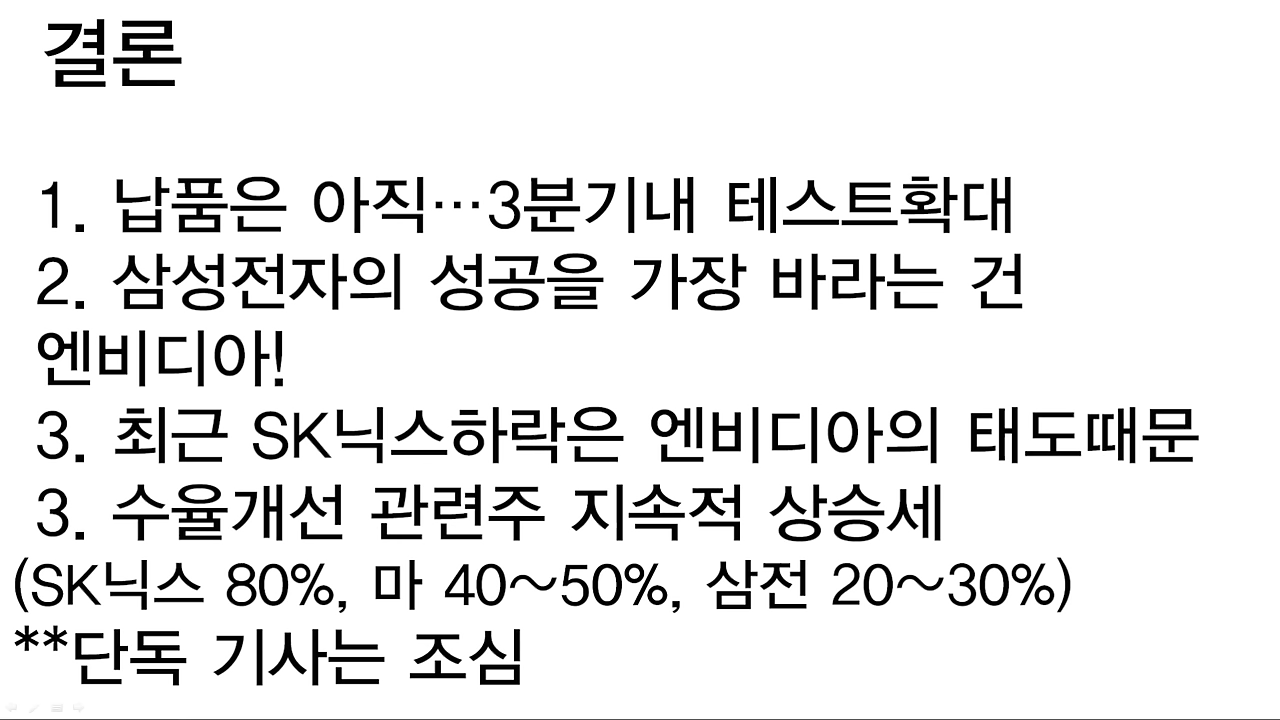 결론
1. 납품은 아직…3분기내 테스트확대
2. 삼성전자의 성공을 가장 바라는 건
엔비디아!
3. 최근 SK닉스하락은 엔비디아의 태도때문
3. 수율개선 관련주 지속적 상승세
(SK닉스 80%, 마 40~50%, 삼전 20~30%)
**단독 기사는 조심